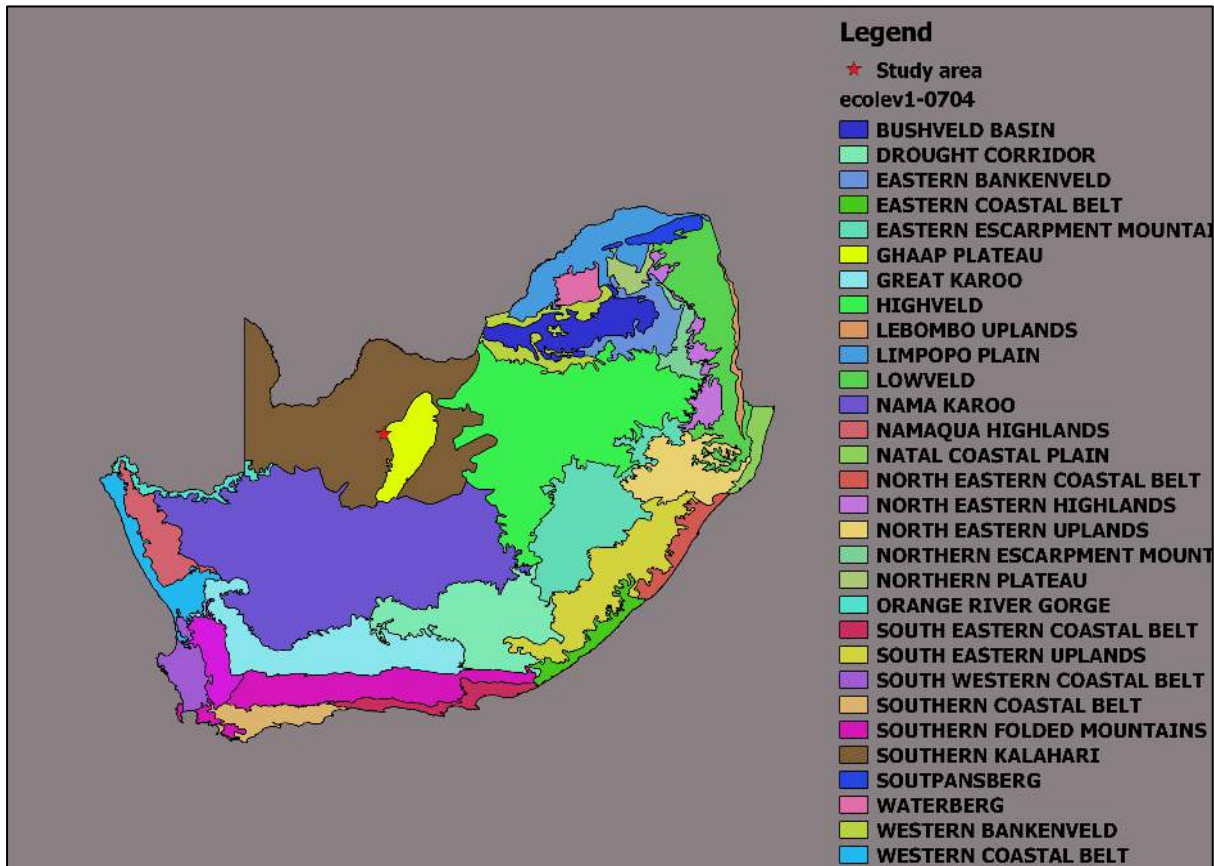 Legend
Study area
ecolev1-0704
BUSHVELD BASIN
DROUGHT CORRIDOR
EASTERN BANKENVELD
EASTERN COASTAL BELT
EASTERN ESCARPMENT MOUNTAI
GHAAP PLATEAU
GREAT KAROO
HIGHVELD
LEBOMBO UPLANDS
LIMPOPO PLAIN
LOWVELD
NAMA KAROO
NAMAQUA HIGHLANDS
NATAL COASTAL PLAIN
NORTH EASTERN COASTAL BELT
NORTH EASTERN HIGHLANDS
NORTH EASTERN UPLANDS
NORTHERN ESCARPMENT MOUNT
NORTHERN PLATEAU
ORANGE RIVER GORGE
SOUTH EASTERN COASTAL BELT
SOUTH EASTERN UPLANDS
SOUTH WESTERN COASTAL BELT
SOUTHERN COASTAL BELT
SOUTHERN FOLDED MOUNTAINS
SOUTHERN KALAHARI
SOUTPANSBERG
WATERBERG
WESTERN BANKENVELD
WESTERN COASTAL BELT